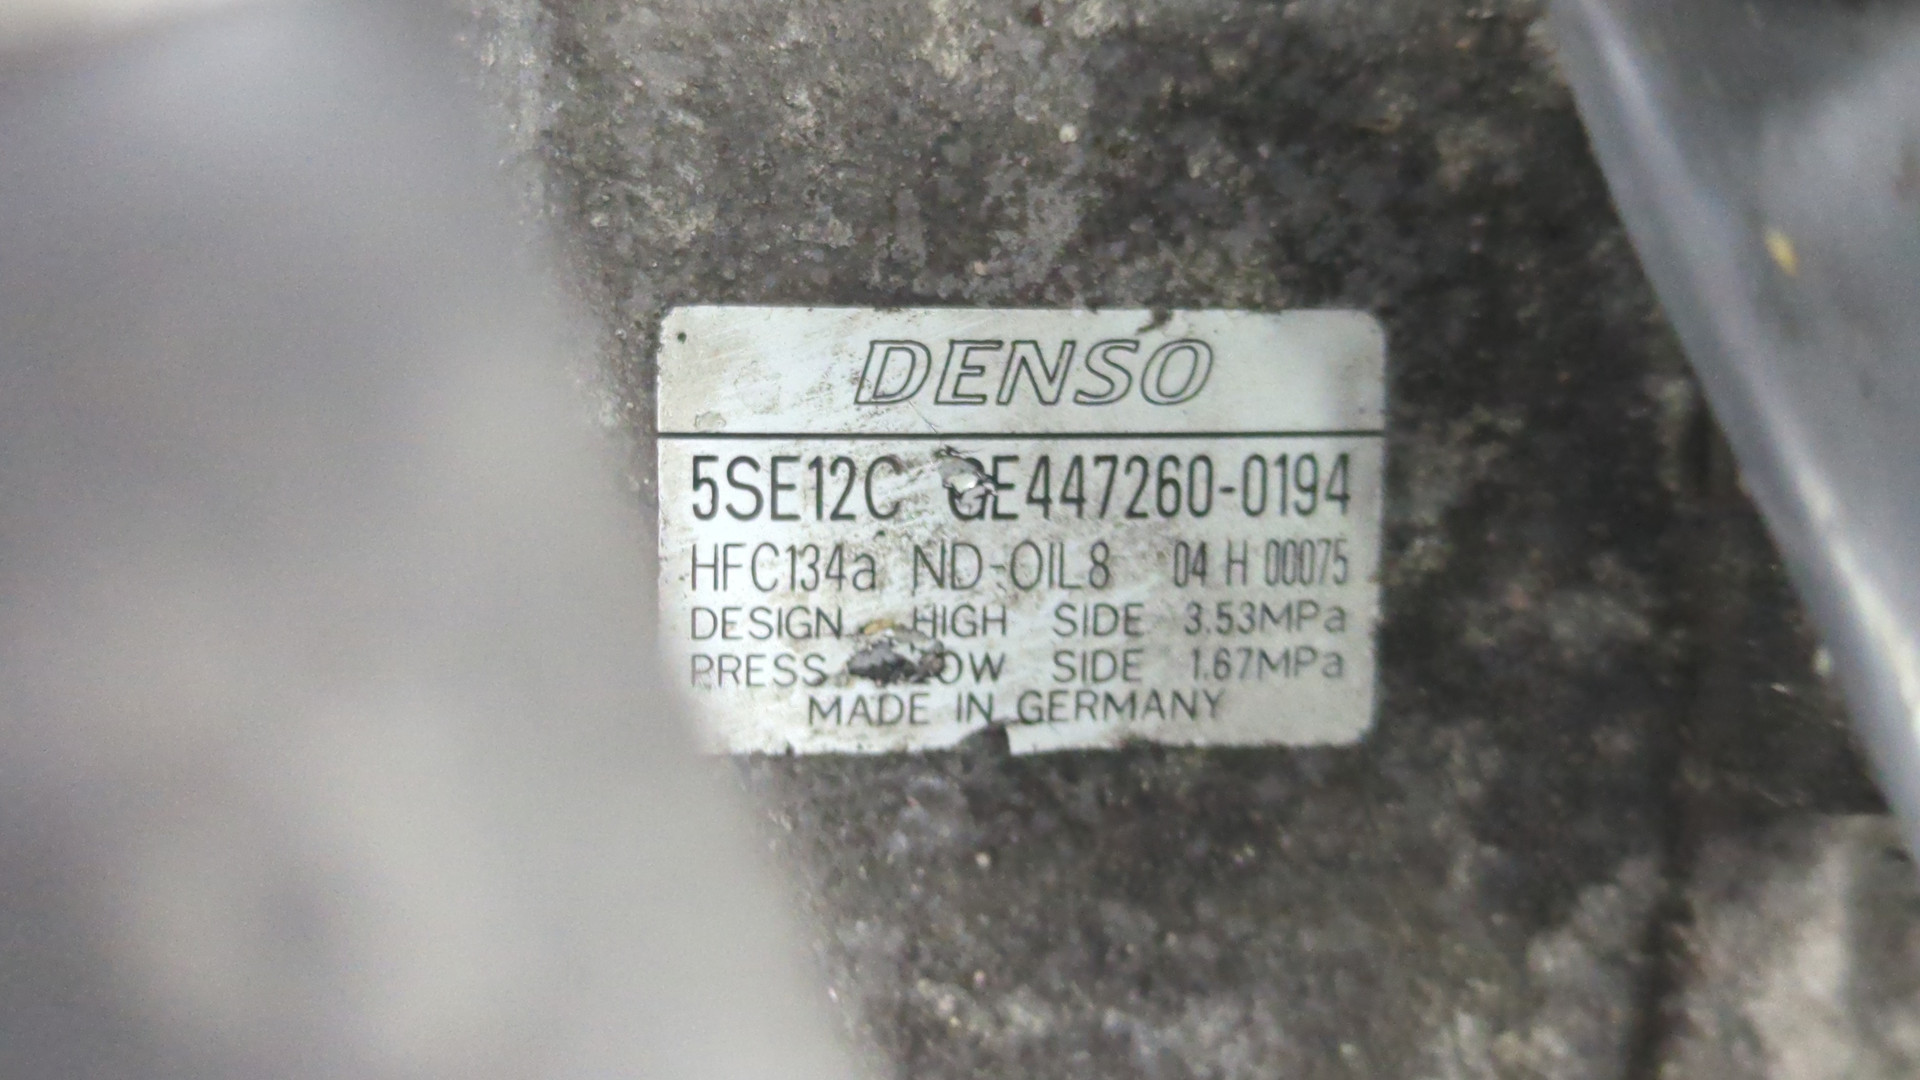 DENSO
5SE12C GE447260-0194
HFC134a ND-OIL8 04 H 00075
DESIGN HIGH SIDE 3.53MPa
PRESS LOW SIDE 1.67MPa
MADE IN GERMANY